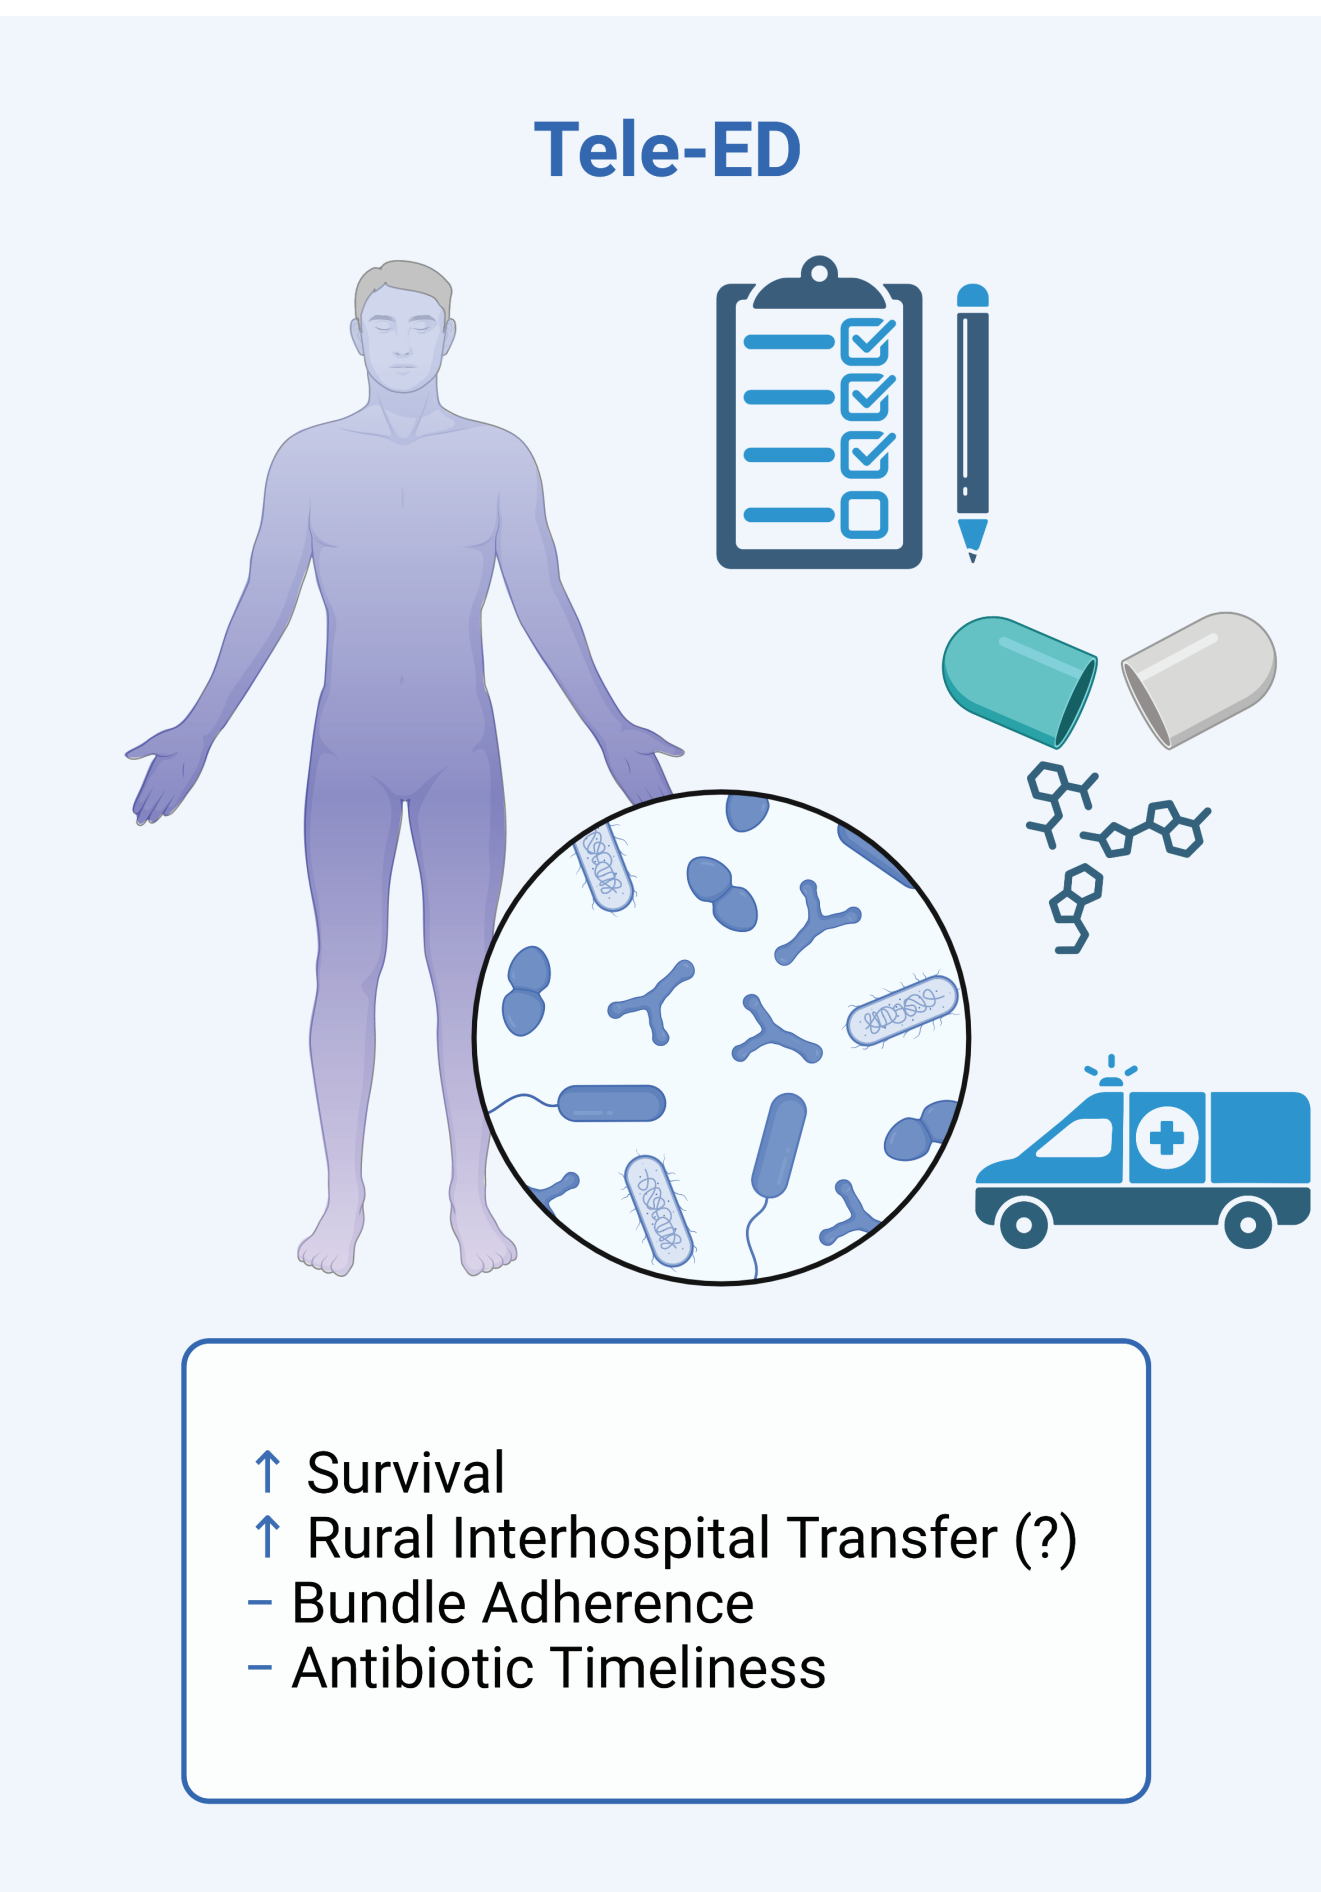 Tele-ED
↑ Survival
↑ Rural Interhospital Transfer (?)
– Bundle Adherence
– Antibiotic Timeliness